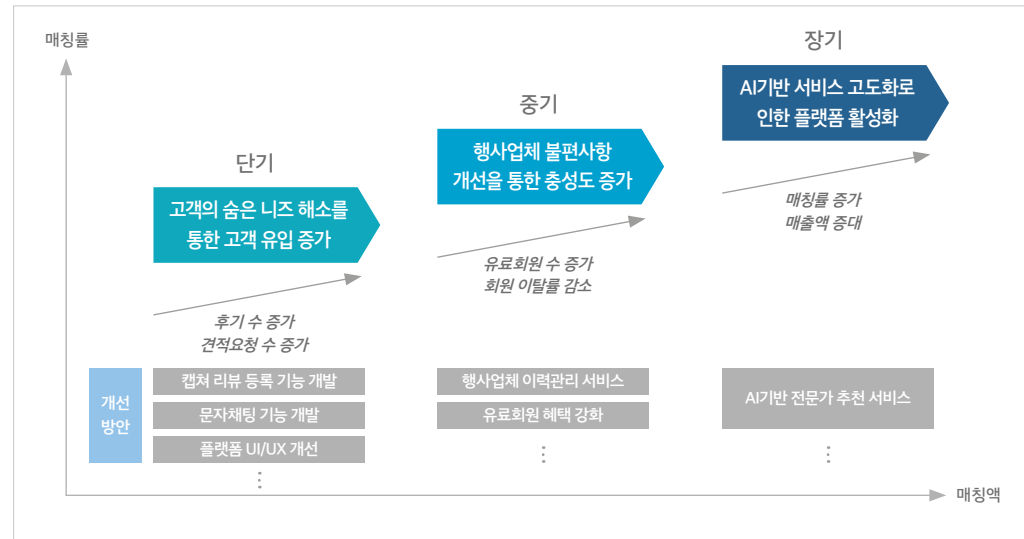 매칭률
단기
고객의 숨은 니즈 해소를
통한 고객 유입 증가
후기 수 증가
견적요청 수 증가
중기
행사업체 불편사항
개선을 통한 충성도 증가
유료회원 수 증가
회원 이탈률 감소
장기
AI기반 서비스 고도화로
인한 플랫폼 활성화
매칭률 증가
매출액 증대
개선
방안
캡쳐 리뷰 등록 기능 개발
문자채팅 기능 개발
플랫폼 UI/UX 개선
⋮
행사업체 이력관리 서비스
유료회원 혜택 강화
⋮
AI기반 전문가 추천 서비스
⋮
매칭액